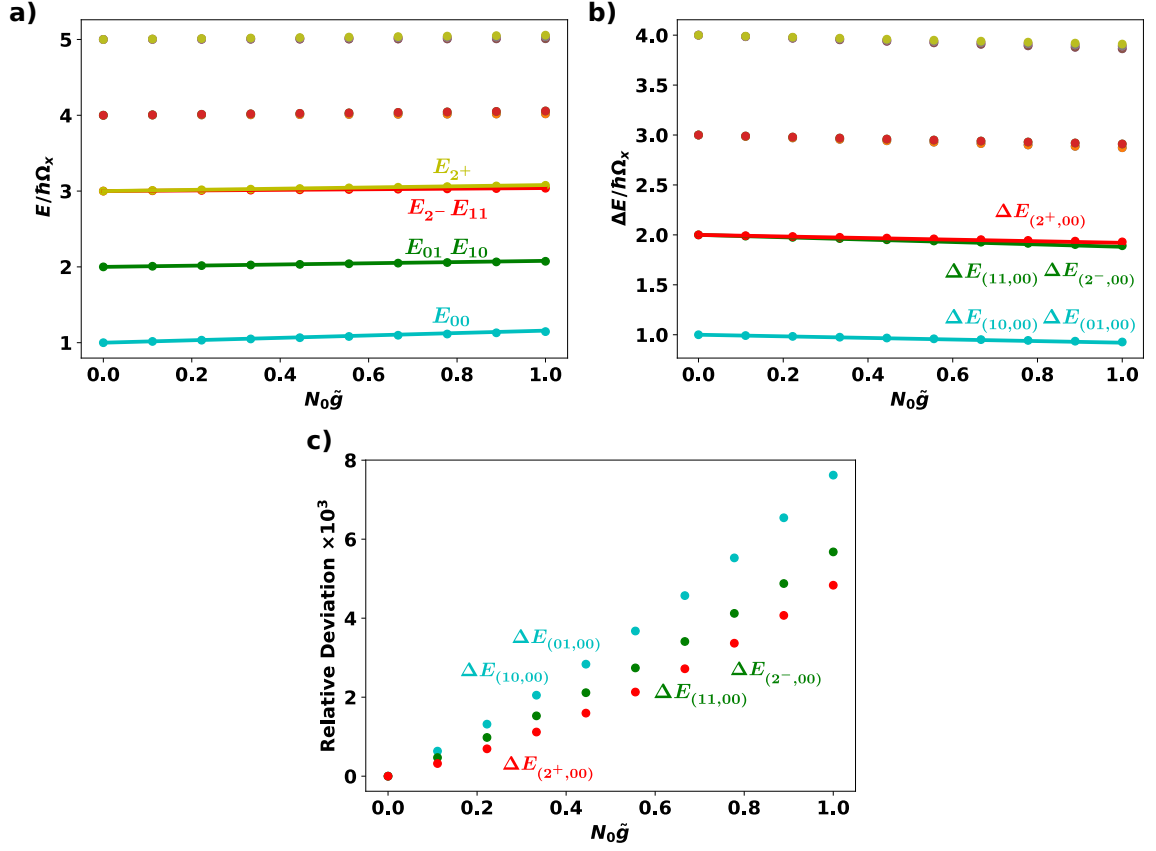 a)
E/ℏΩₓ
5
4
3
2
1
E₂₊
E₂₋ E₁₁
E₀₁ E₁₀
E₀₀
0.0 0.2 0.4 0.6 0.8 1.0
N₀g̃
b)
ΔE/ℏΩₓ
4.0
3.5
3.0
2.5
2.0
1.5
1.0
ΔE₍₂⁺,₀₀₎
ΔE₍₁₁,₀₀₎ ΔE₍₂⁻,₀₀₎
ΔE₍₁₀,₀₀₎ ΔE₍₀₁,₀₀₎
0.0 0.2 0.4 0.6 0.8 1.0
N₀g̃
c)
Relative Deviation ×10³
8
6
4
2
0
ΔE₍₀₁,₀₀₎
ΔE₍₁₀,₀₀₎
ΔE₍₂⁻,₀₀₎
ΔE₍₁₁,₀₀₎
ΔE₍₂⁺,₀₀₎
0.0 0.2 0.4 0.6 0.8 1.0
N₀g̃